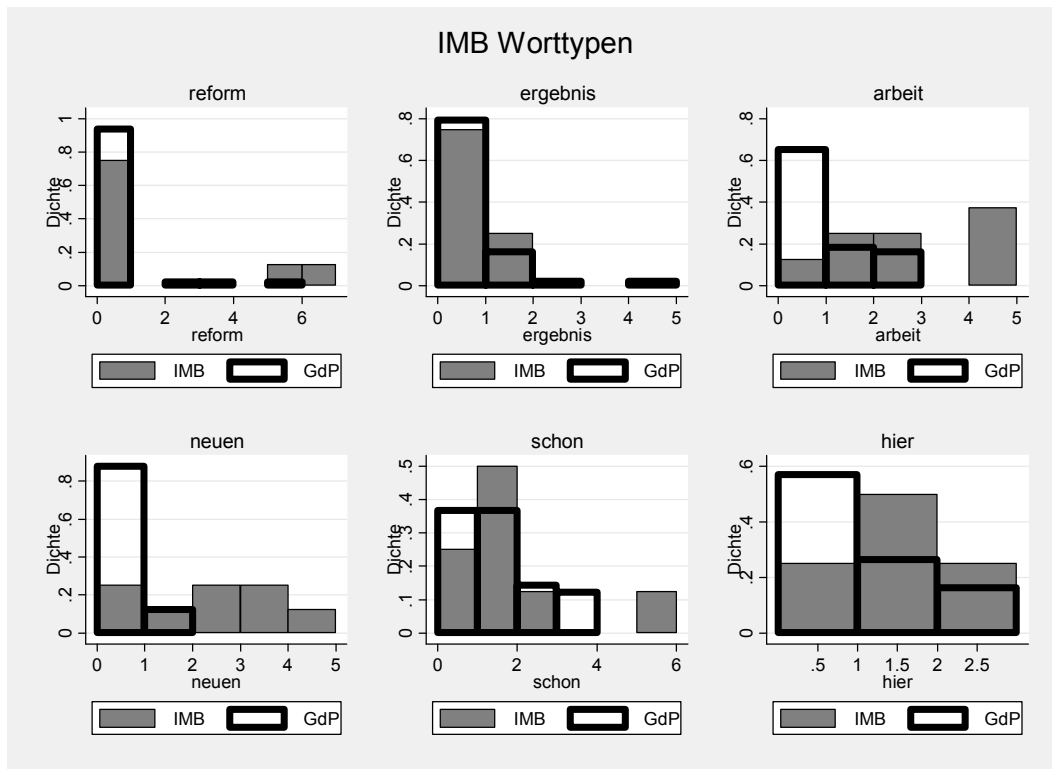 IMB Worttypen
reform
Dichte
0 .2 .4 .6 .8 1
0 2 4 6
reform
IMB GdP
ergebnis
Dichte
0 .2 .4 .6 .8
0 1 2 3 4 5
ergebnis
IMB GdP
arbeit
Dichte
0 .2 .4 .6 .8
0 1 2 3 4 5
arbeit
IMB GdP
neuen
Dichte
0 .2 .4 .6 .8
0 1 2 3 4 5
neuen
IMB GdP
schon
Dichte
0 .1 .2 .3 .4 .5
0 2 4 6
schon
IMB GdP
hier
Dichte
0 .2 .4 .6
.5 1 1.5 2 2.5
hier
IMB GdP